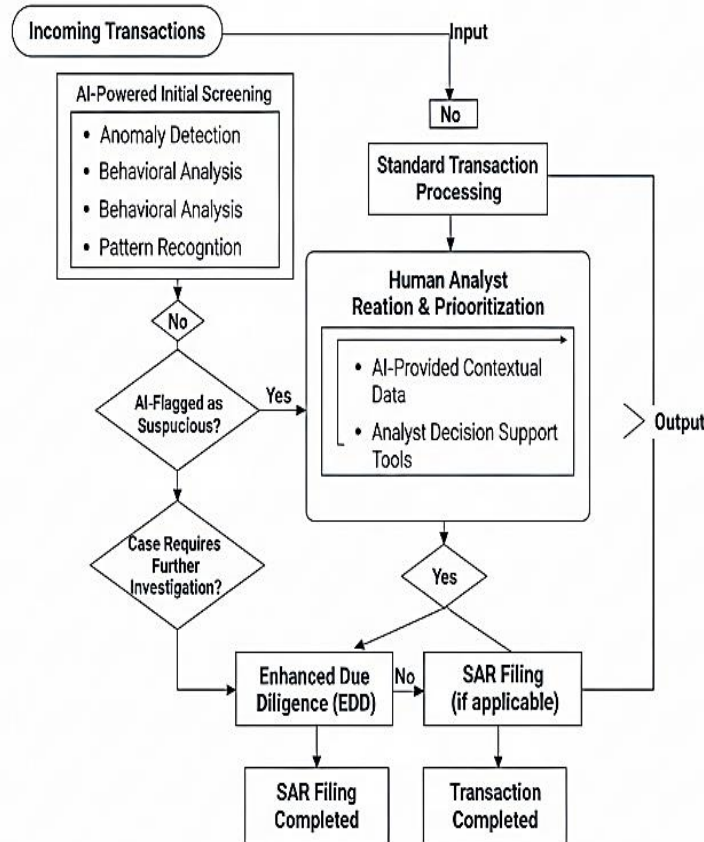 Incoming Transactions
Input
AI-Powered Initial Screening
• Anomaly Detection
• Behavioral Analysis
• Behavioral Analysis
• Pattern Recogntion
No
Standard Transaction
Processing
Human Analyst
Reation & Priooritization
• AI-Provided Contextual
Data
• Analyst Decision Support
Tools
No
AI-Flagged as
Suspucious?
Yes
Output
Case Requires
Further
Investigation?
Yes
Enhanced Due
Diligence (EDD)
No
SAR Filing
(if applicable)
SAR Filing
Completed
Transaction
Completed